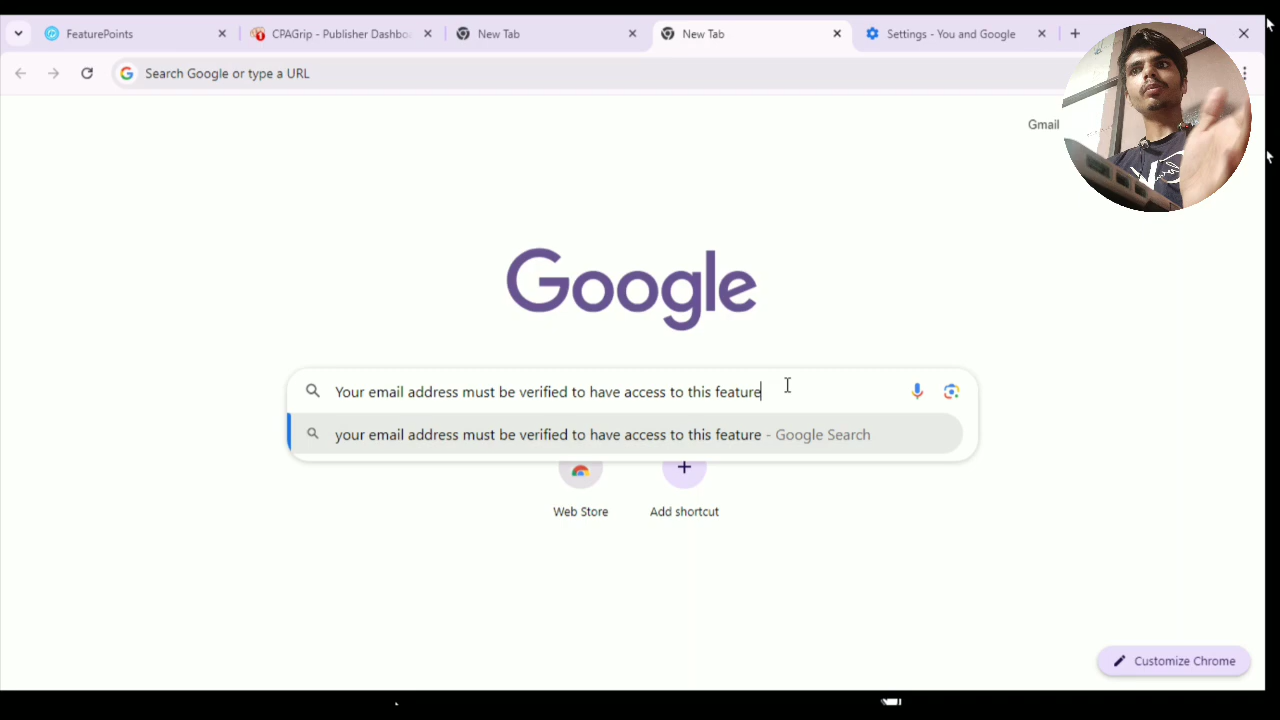 FeaturePoints
CPAGrip - Publisher Dashbo
New Tab
New Tab
Settings - You and Google
Search Google or type a URL
Gmail
Google
Your email address must be verified to have access to this feature
your email address must be verified to have access to this feature - Google Search
Web Store
Add shortcut
Customize Chrome